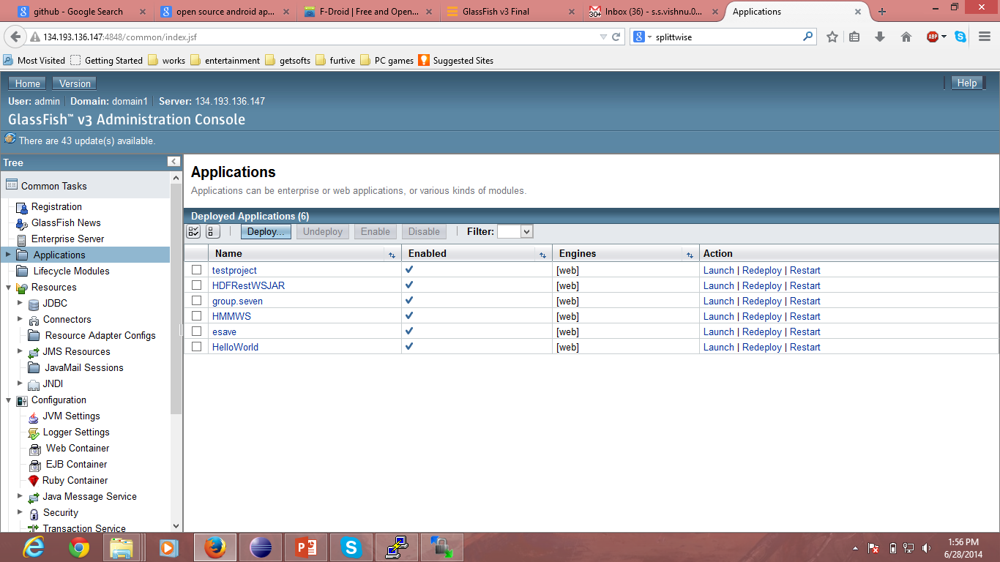 github - Google Search
open source android ap...
F-Droid | Free and Open...
GlassFish v3 Final
30+ Inbox (36) - s.s.vishnu.0...
Applications
134.193.136.147:4848/common/index.jsf
splittwise
ABP
Most Visited Getting Started works entertainment getsofts furtive PC games Suggested Sites
Home Version Help
User: admin Domain: domain1 Server: 134.193.136.147
GlassFish™ v3 Administration Console
There are 43 update(s) available.
Tree
Common Tasks
Registration
GlassFish News
Enterprise Server
Applications
Lifecycle Modules
Resources
JDBC
Connectors
Resource Adapter Configs
JMS Resources
JavaMail Sessions
JNDI
Configuration
JVM Settings
Logger Settings
Web Container
EJB Container
Ruby Container
Java Message Service
Security
Transaction Service
Applications
Applications can be enterprise or web applications, or various kinds of modules.
Deployed Applications (6)
Deploy... Undeploy Enable Disable Filter:
Name Enabled Engines Action
testproject [web] Launch | Redeploy | Restart
HDFRestWSJAR [web] Launch | Redeploy | Restart
group.seven [web] Launch | Redeploy | Restart
HMMWS [web] Launch | Redeploy | Restart
esave [web] Launch | Redeploy | Restart
HelloWorld [web] Launch | Redeploy | Restart
1:56 PM
6/28/2014